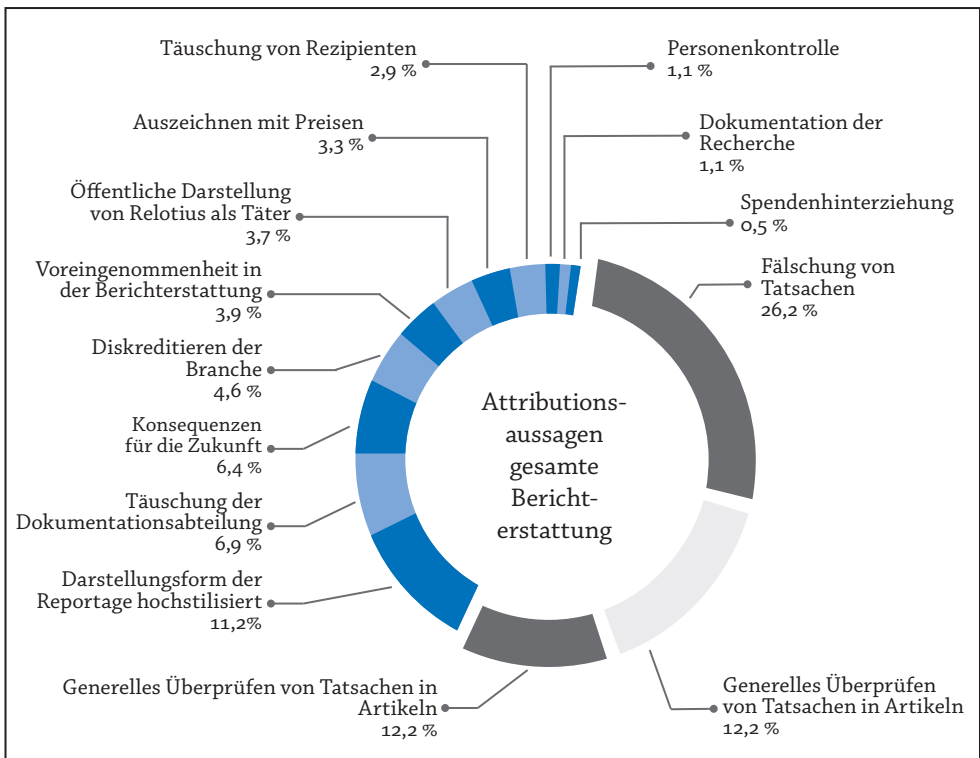 Täuschung von Rezipienten
2,9 %
Personenkontrolle
1,1 %
Auszeichnen mit Preisen
3,3 %
Dokumentation der
Recherche
1,1 %
Öffentliche Darstellung
von Relotius als Täter
3,7 %
Spendenhinterziehung
0,5 %
Voreingenommenheit in
der Berichterstattung
3,9 %
Fälschung von
Tatsachen
26,2 %
Diskreditieren der
Branche
4,6 %
Attributions-
aussagen
gesamte
Bericht-
erstattung
Konsequenzen
für die Zukunft
6,4 %
Täuschung der
Dokumentationsabteilung
6,9 %
Darstellungsform der
Reportage hochstilisiert
11,2%
Generelles Überprüfen von Tatsachen in
Artikeln
12,2 %
Generelles Überprüfen
von Tatsachen in Artikeln
12,2 %